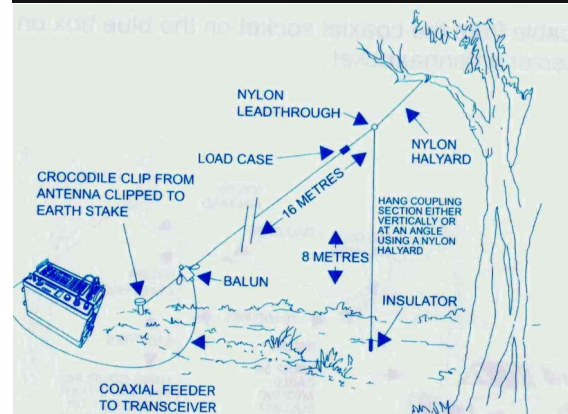 NYLON
LEADTHROUGH
LOAD CASE
NYLON
HALYARD
CROCODILE CLIP FROM
ANTENNA CLIPPED TO
EARTH STAKE
16 METRES
HANG COUPLING
SECTION EITHER
VERTICALLY OR
AT AN ANGLE
USING A NYLON
HALYARD
8 METRES
BALUN
INSULATOR
COAXIAL FEEDER
TO TRANSCEIVER